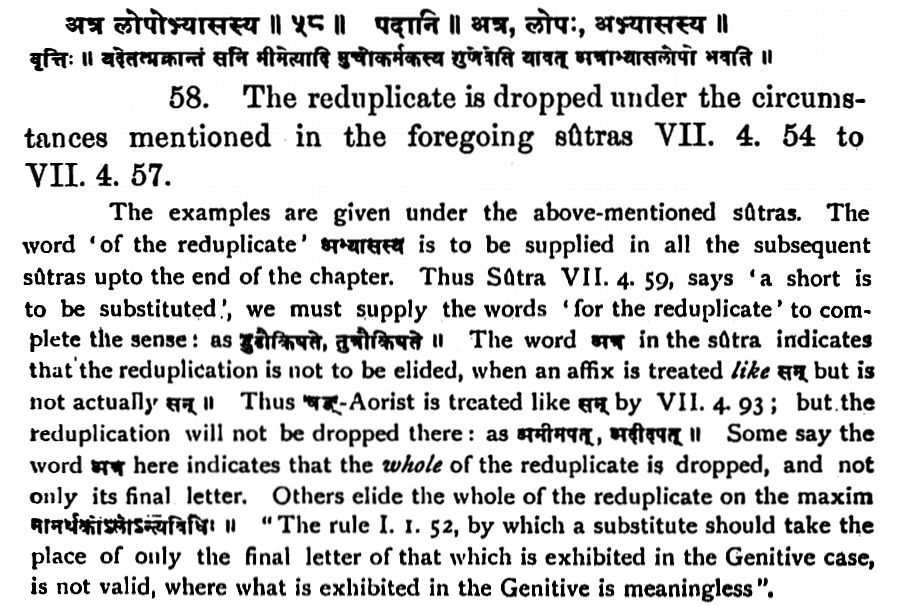 अत्र लोपोभ्यासस्य ॥ ५८ ॥ पदानि ॥ अत्र, लोपः, अभ्यासस्य ॥
वृत्तिः ॥ यदेतत्प्रक्रान्तं सनि मीमेत्यादि मुचोकर्मकस्य गुणोवेति यावत् अत्राभ्यासलोपो भवति ॥
58. The reduplicate is dropped under the circums-
tances mentioned in the foregoing sûtras VII. 4. 54 to
VII. 4. 57.
The examples are given under the above-mentioned sûtras. The
word ‘of the reduplicate’ अभ्यासस्य is to be supplied in all the subsequent
sûtras upto the end of the chapter. Thus Sûtra VII. 4. 59, says ‘a short is
to be substituted’, we must supply the words ‘for the reduplicate’ to com-
plete the sense: as डुढौकिषते, तुत्रौकिषते ॥ The word अत्र in the sûtra indicates
that the reduplication is not to be elided, when an affix is treated like सन् but is
not actually सन् ॥ Thus चङ्-Aorist is treated like सन् by VII. 4. 93; but the
reduplication will not be dropped there: as अमीमपत्, अदीदपत् ॥ Some say the
word अत्र here indicates that the whole of the reduplicate is dropped, and not
only its final letter. Others elide the whole of the reduplicate on the maxim
नानर्थकेऽलोऽन्त्यविधिः ॥ “The rule I. 1. 52, by which a substitute should take the
place of only the final letter of that which is exhibited in the Genitive case,
is not valid, where what is exhibited in the Genitive is meaningless”.